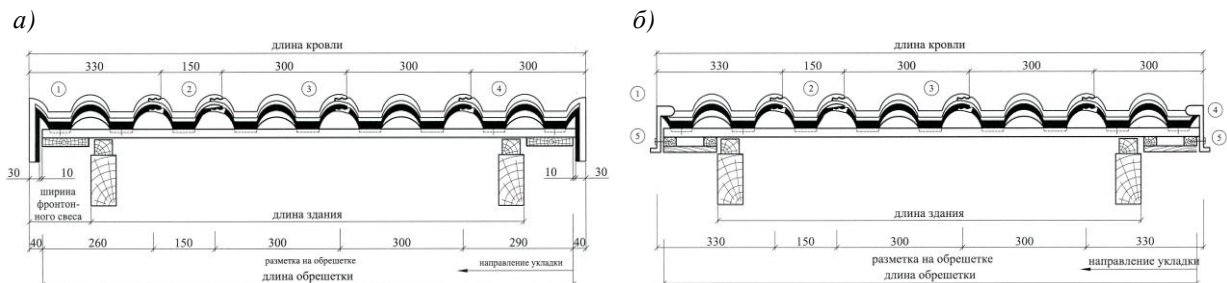 а)
длина кровли
330 150 300 300 300
1 2 3 4
30 10 10 30
ширина
фронтон-
ного свеса
длина здания
40 260 150 300 300 290 40
разметка на обрешетке направление укладки
длина обрешетки
б)
длина кровли
330 150 300 300 300
1 2 3 4
5 5
длина здания
330 150 300 300 330
разметка на обрешетке направление укладки
длина обрешетки